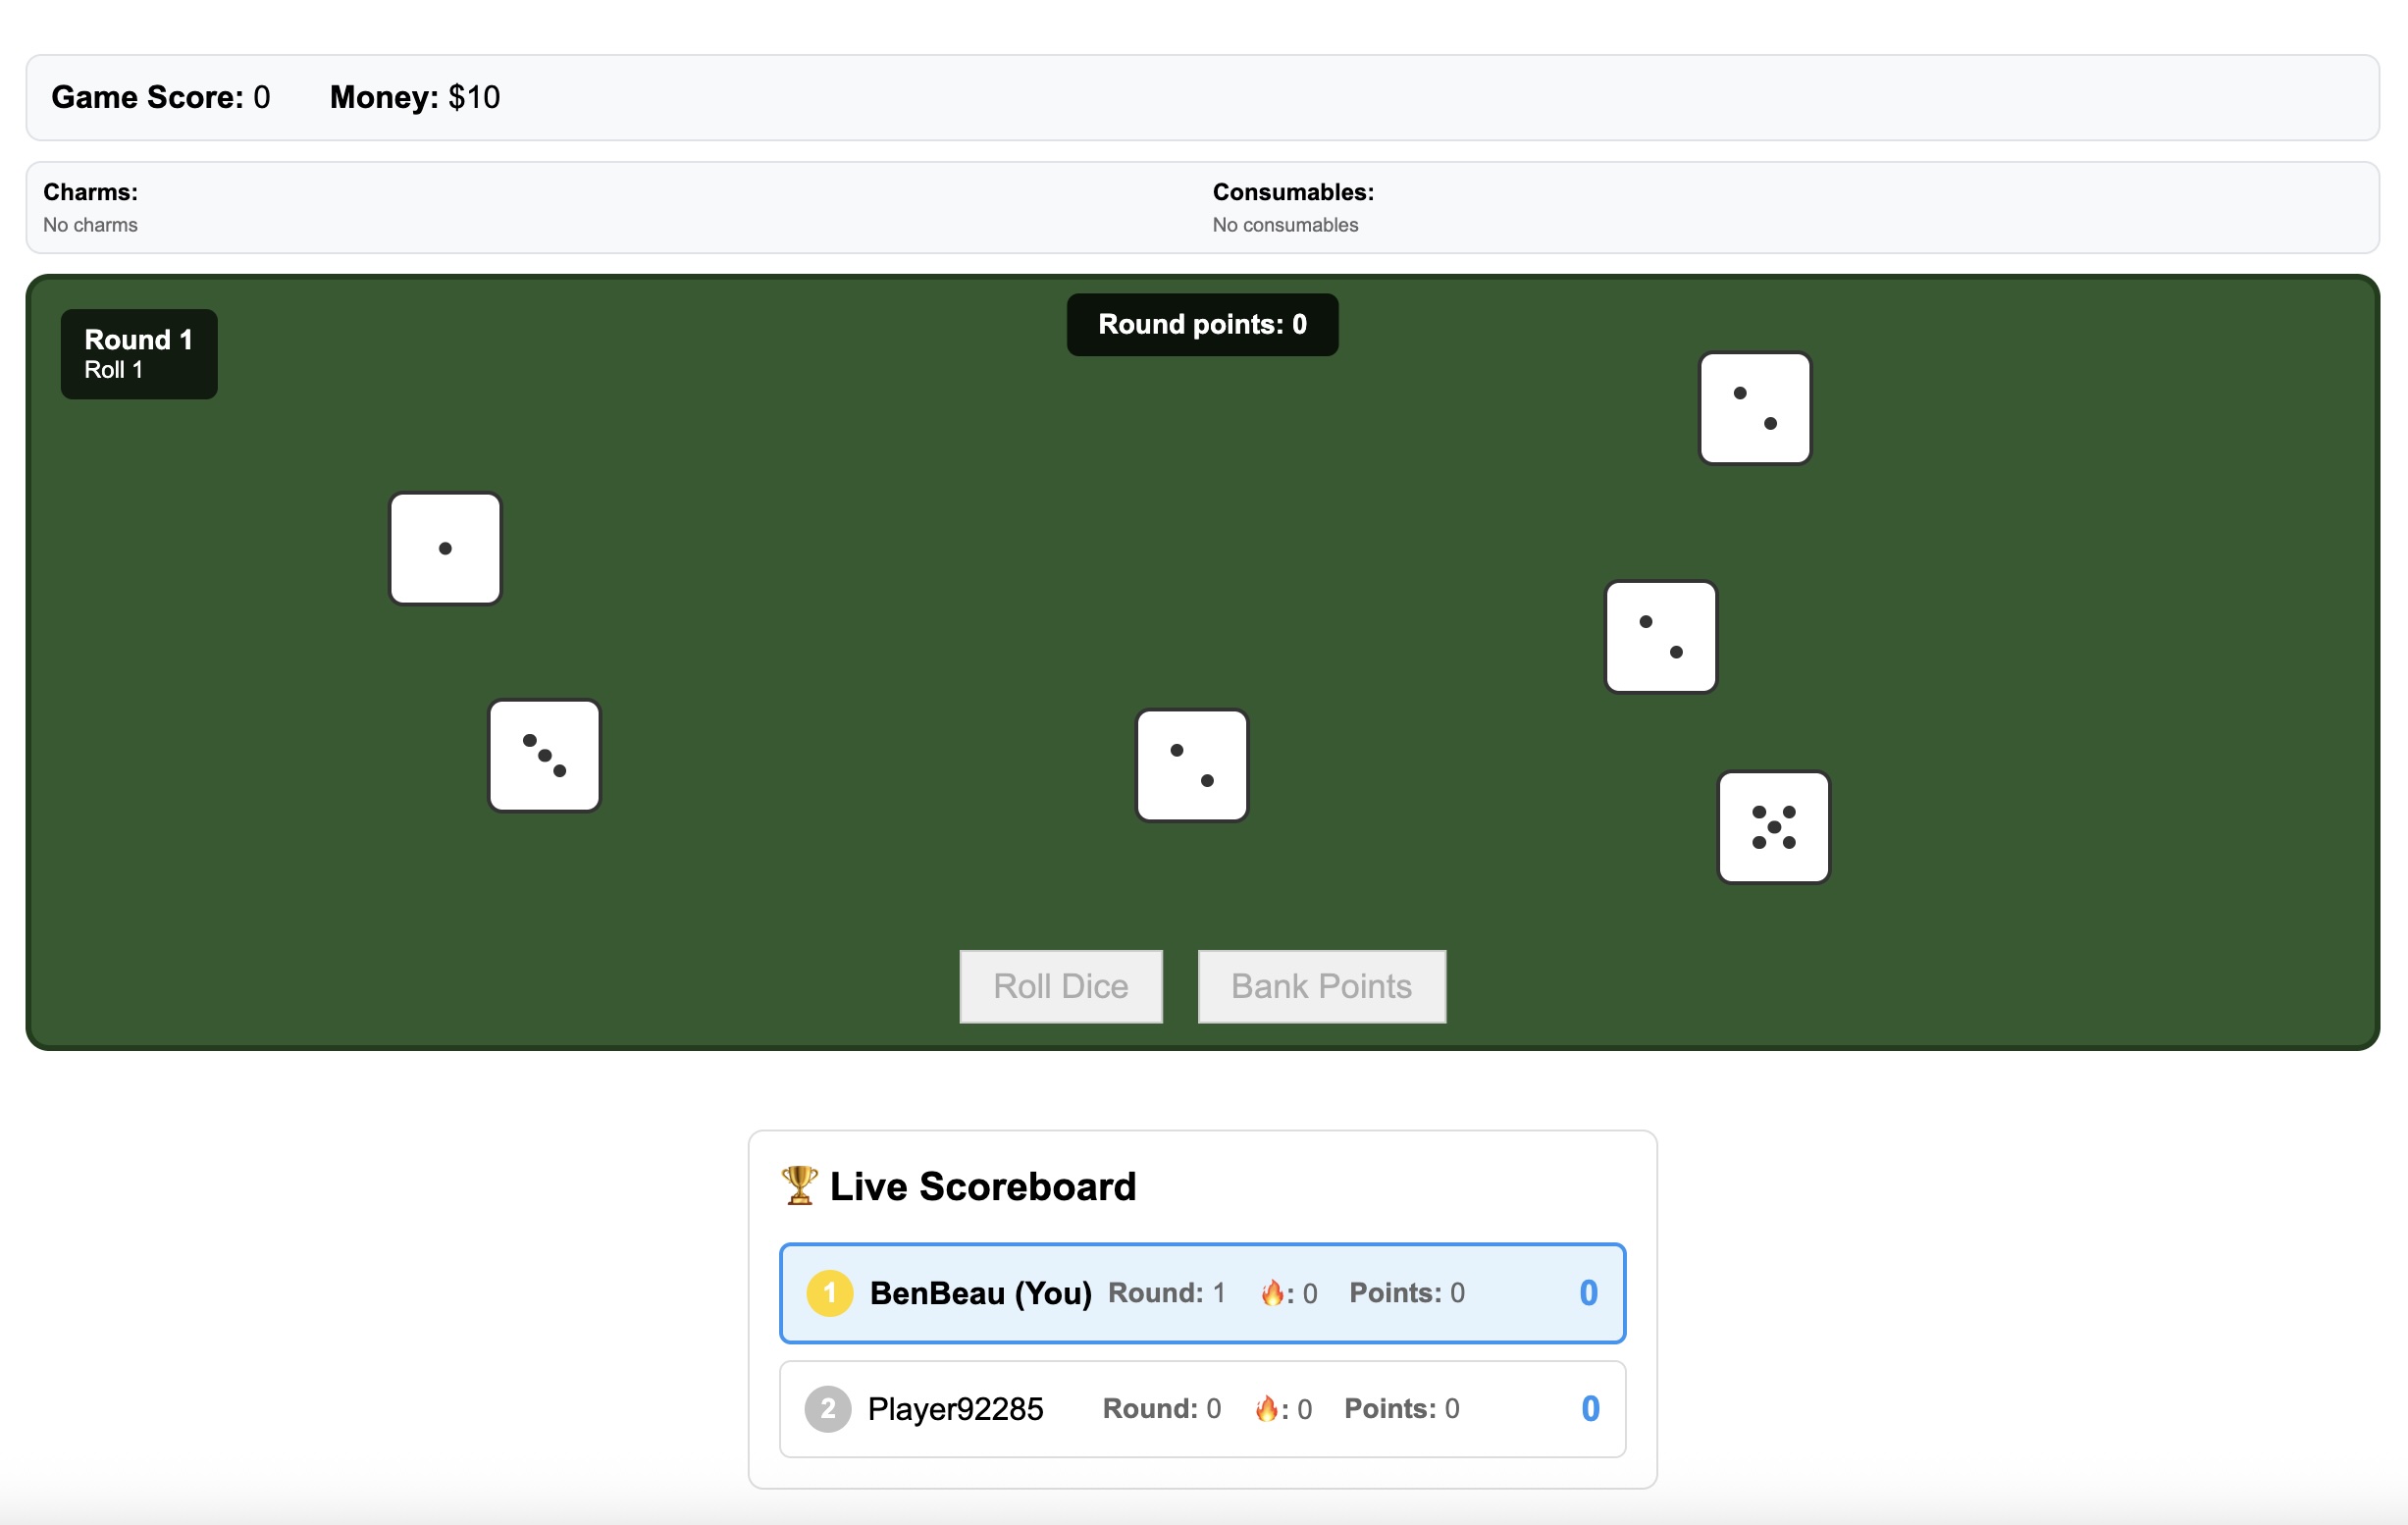 Game Score: 0 Money: $10
Charms: Consumables:
No charms No consumables
Round points: 0
Round 1
Roll 1
Roll Dice Bank Points
🏆 Live Scoreboard
1 BenBeau (You) Round: 1 🔥: 0 Points: 0 0
2 Player92285 Round: 0 🔥: 0 Points: 0 0